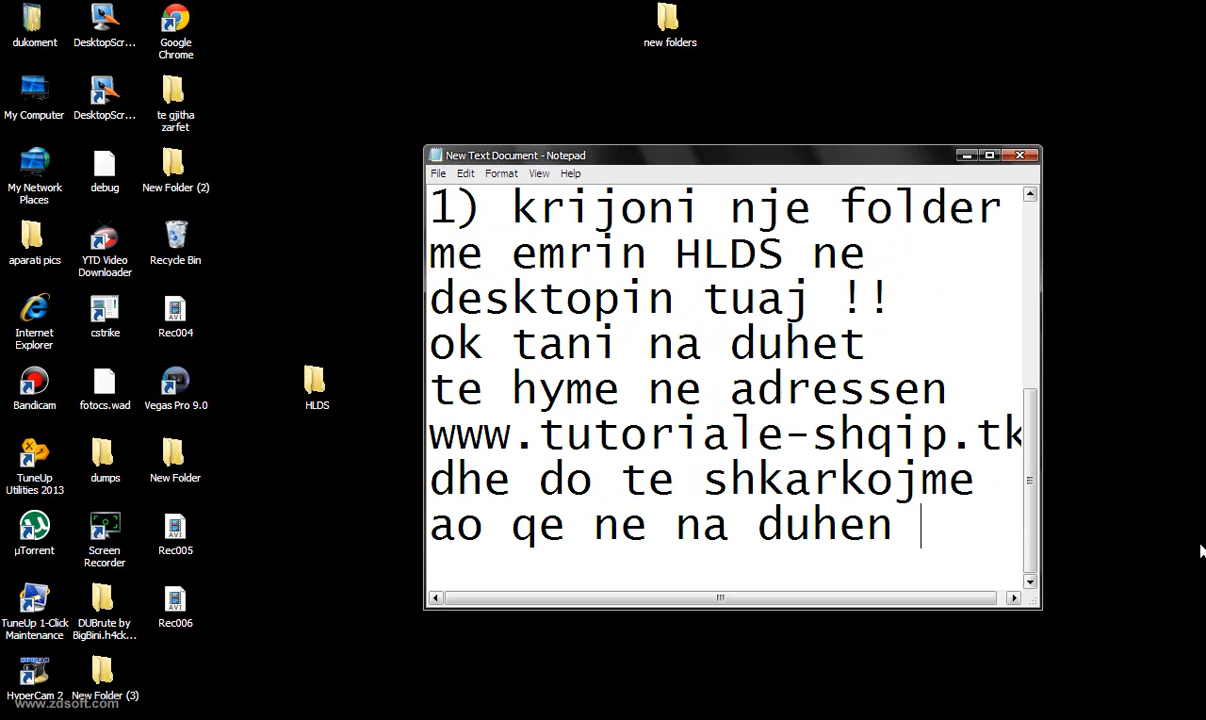 dukoment
DesktopScr...
Google
Chrome
new folders
My Computer
DesktopScr...
te gjitha
zarfet
My Network
Places
debug
New Folder (2)
aparati pics
YTD Video
Downloader
Recycle Bin
Internet
Explorer
cstrike
Rec004
Bandicam
fotocs.wad
Vegas Pro 9.0
HLDS
TuneUp
Utilities 2013
dumps
New Folder
µTorrent
Screen
Recorder
Rec005
TuneUp 1-Click
Maintenance
DUBrute by
BigBini.h4ck...
Rec006
HyperCam 2
New Folder (3)
www.zdsoft.com
New Text Document - Notepad
File Edit Format View Help
1) krijoni nje folder
me emrin HLDS ne
desktopin tuaj !!
ok tani na duhet
te hyme ne adressen
www.tutoriale-shqip.tk
dhe do te shkarkojme
ao qe ne na duhen